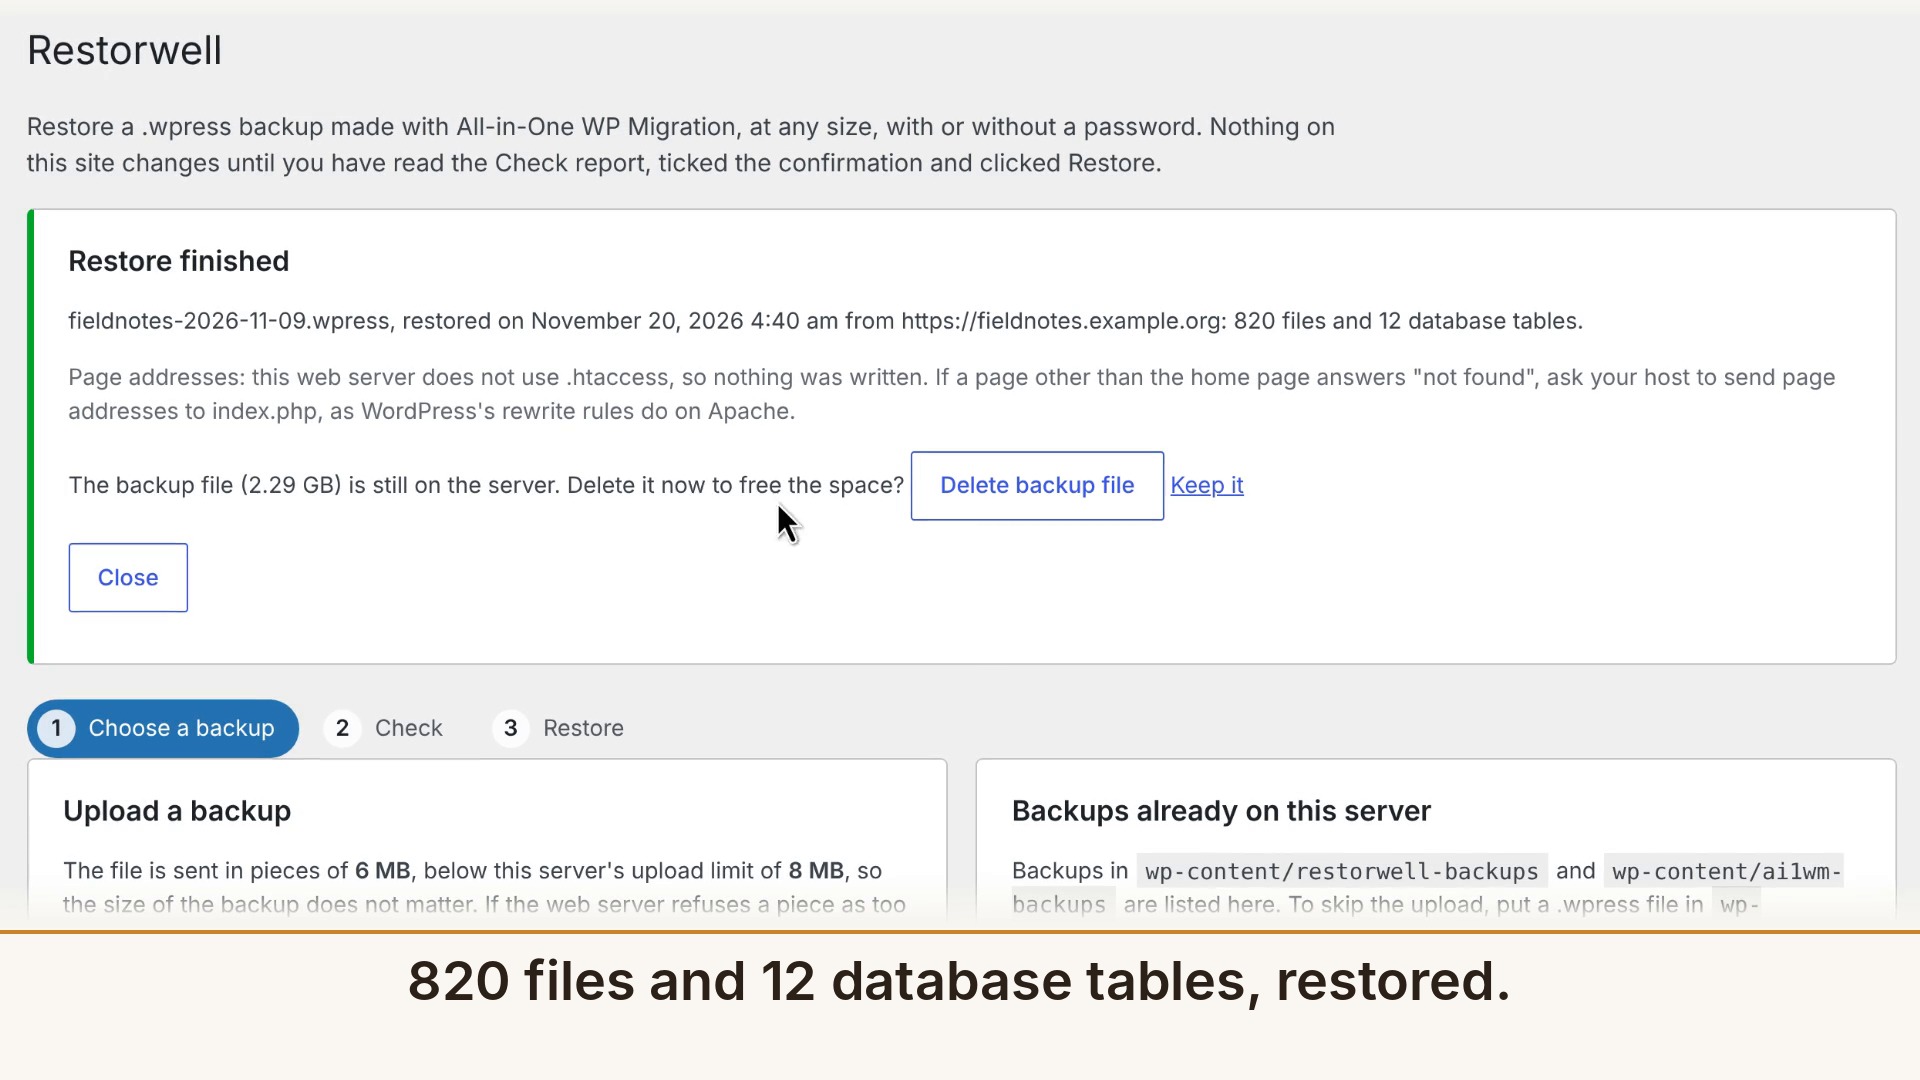 Restorwell
Restore a .wpress backup made with All-in-One WP Migration, at any size, with or without a password. Nothing on
this site changes until you have read the Check report, ticked the confirmation and clicked Restore.
Restore finished
fieldnotes-2026-11-09.wpress, restored on November 20, 2026 4:40 am from https://fieldnotes.example.org: 820 files and 12 database tables.
Page addresses: this web server does not use .htaccess, so nothing was written. If a page other than the home page answers "not found", ask your host to send page
addresses to index.php, as WordPress's rewrite rules do on Apache.
The backup file (2.29 GB) is still on the server. Delete it now to free the space? Delete backup file Keep it
Close
1 Choose a backup 2 Check 3 Restore
Upload a backup
The file is sent in pieces of 6 MB, below this server's upload limit of 8 MB, so
the size of the backup does not matter. If the web server refuses a piece as too
Backups already on this server
Backups in wp-content/restorwell-backups and wp-content/ai1wm-
backups are listed here. To skip the upload, put a .wpress file in wp-
820 files and 12 database tables, restored.